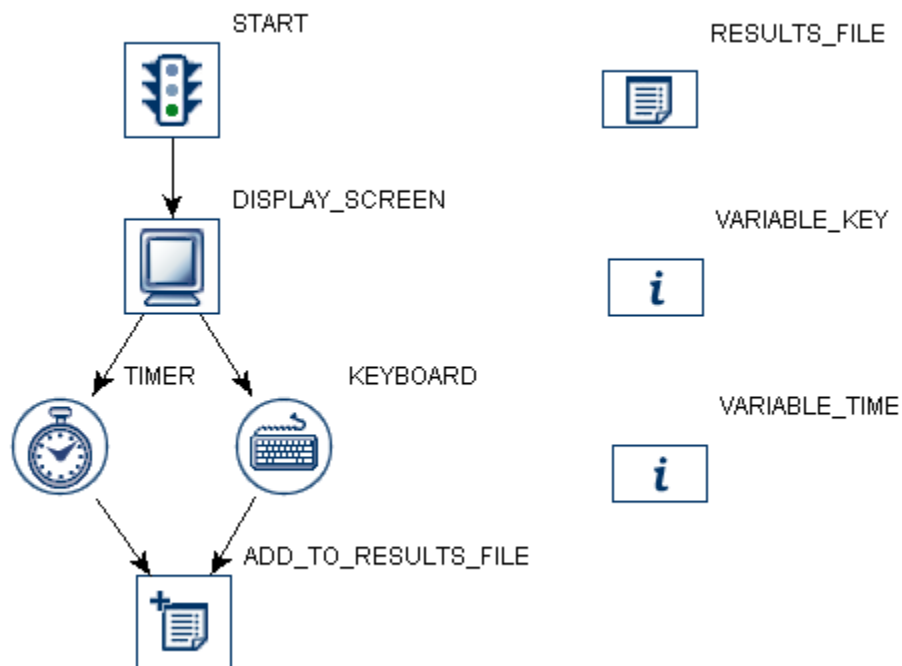 START
RESULTS_FILE
DISPLAY_SCREEN
VARIABLE_KEY
i
TIMER
KEYBOARD
VARIABLE_TIME
i
ADD_TO_RESULTS_FILE